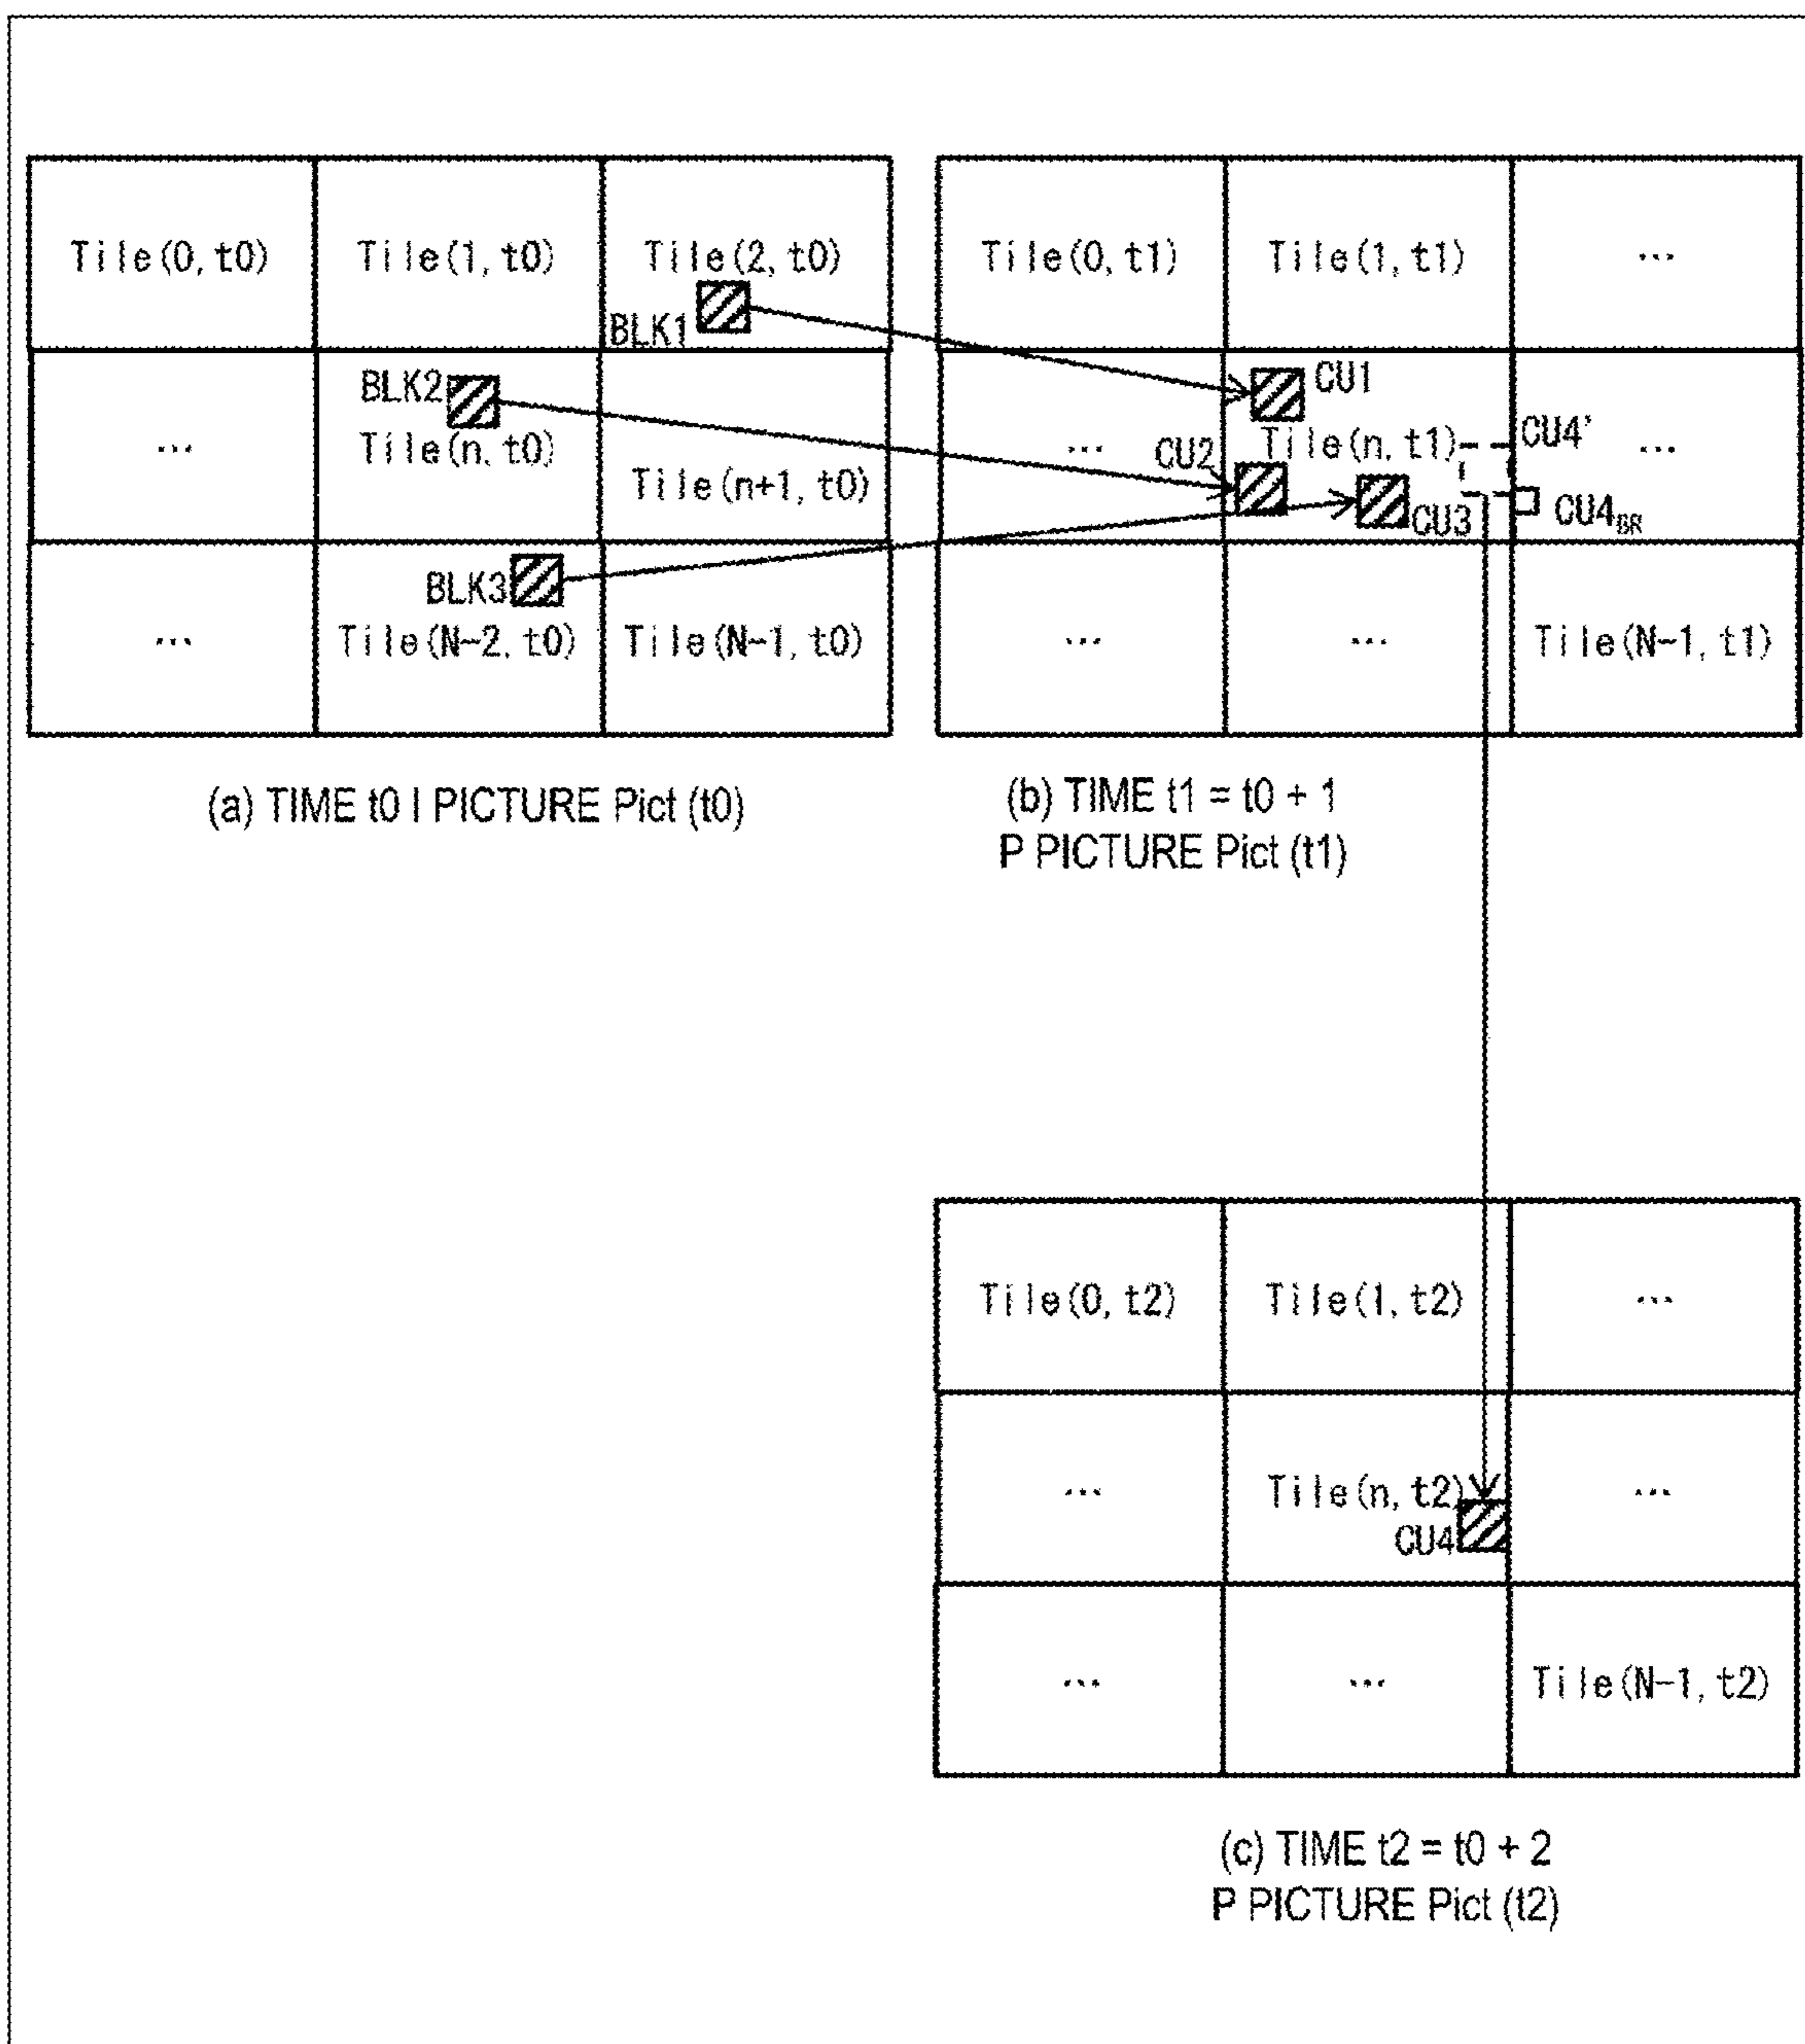 Tile(0, t0) Tile(1, t0) Tile(2, t0)
BLK1
... BLK2
Tile(n, t0)
Tile(n+1, t0)
BLK3
... Tile(N-2, t0) Tile(N-1, t0)
(a) TIME t0 I PICTURE Pict (t0)
Tile(0, t1) Tile(1, t1) ...
CU1
... Tile(n, t1) CU4' ...
CU2
CU3 CU4BR
... ... Tile(N-1, t1)
(b) TIME t1 = t0 + 1
P PICTURE Pict (t1)
Tile(0, t2) Tile(1, t2) ...
... Tile(n, t2) ...
CU4
... ... Tile(N-1, t2)
(c) TIME t2 = t0 + 2
P PICTURE Pict (t2)